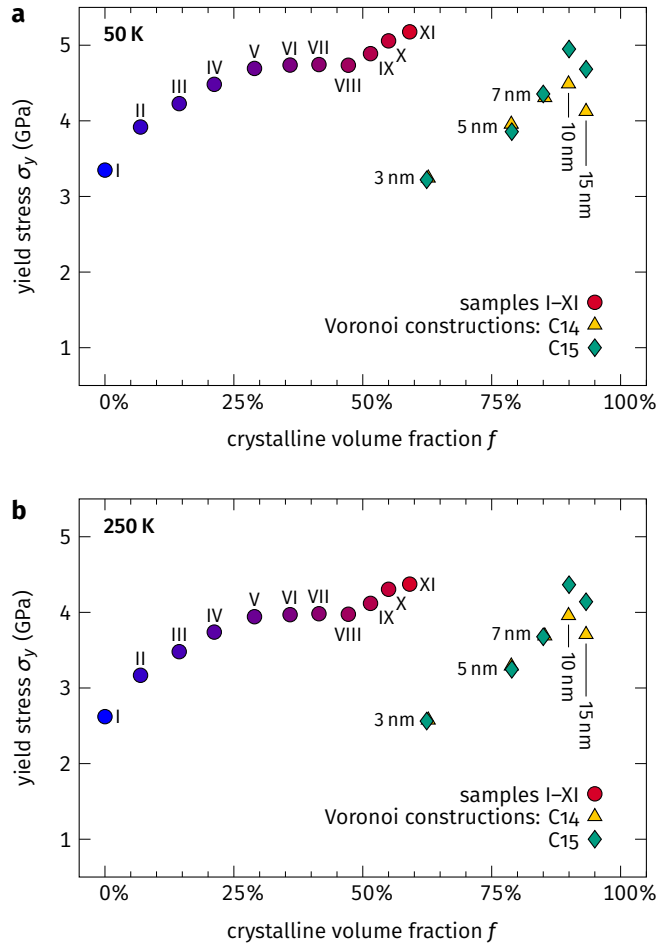 a
50 K
5
4
3
2
1
yield stress σy (GPa)
I
II
III
IV
V
VI
VII
VIII
IX
X
XI
3 nm
5 nm
7 nm
10 nm
15 nm
samples I–XI
Voronoi constructions: C14
C15
0% 25% 50% 75% 100%
crystalline volume fraction f
b
250 K
5
4
3
2
1
yield stress σy (GPa)
I
II
III
IV
V
VI
VII
VIII
IX
X
XI
3 nm
5 nm
7 nm
10 nm
15 nm
samples I–XI
Voronoi constructions: C14
C15
0% 25% 50% 75% 100%
crystalline volume fraction f